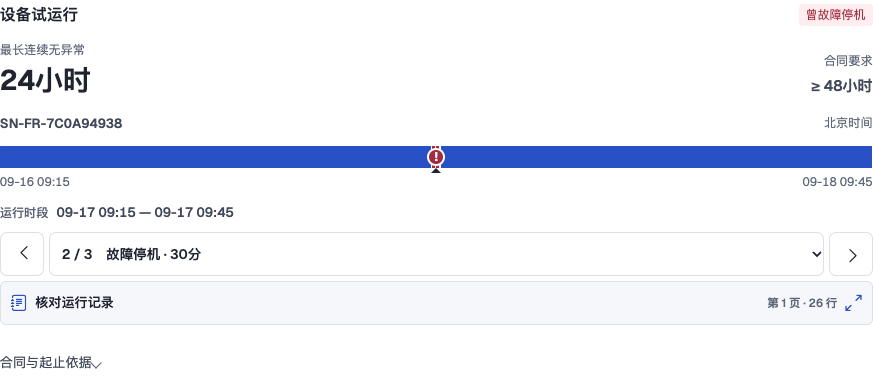 设备试运行
曾故障停机
最长连续无异常
24小时
合同要求
≥ 48小时
SN-FR-7C0A94938
北京时间
09-16 09:15
09-18 09:45
运行时段 09-17 09:15 — 09-17 09:45
2 / 3 故障停机 · 30分
核对运行记录
第 1 页 · 26 行
合同与起止依据